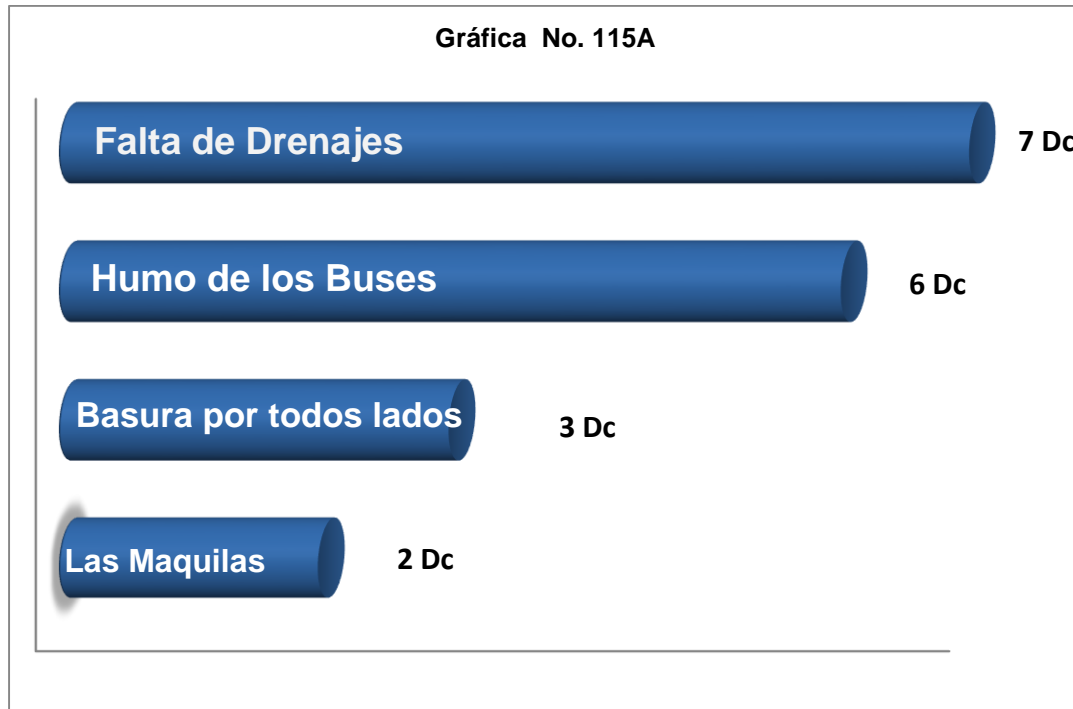 Gráfica No. 115A
Falta de Drenajes
7 Dc
Humo de los Buses
6 Dc
Basura por todos lados
3 Dc
Las Maquilas
2 Dc